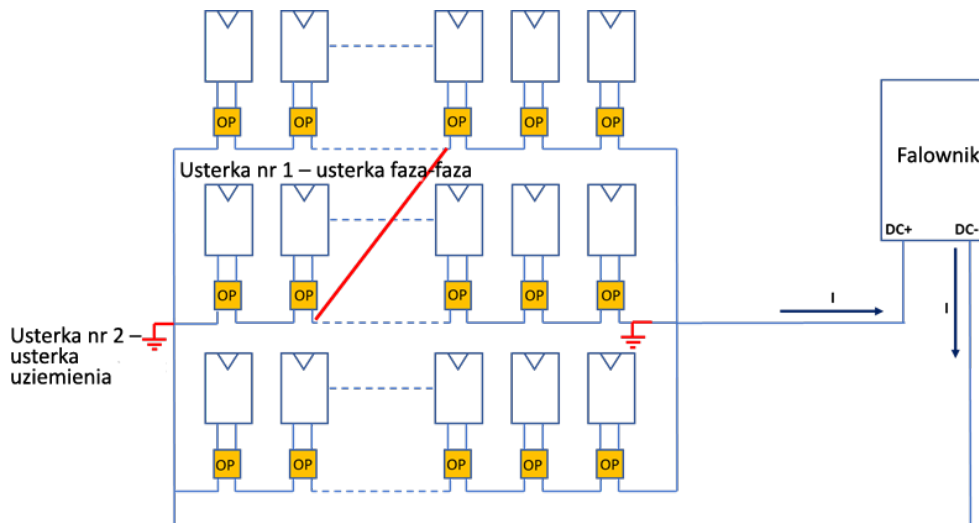 OP OP OP OP OP
Usterka nr 1 – usterka faza-faza
Falownik
DC+ DC-
OP OP OP OP OP
I
I
Usterka nr 2 –
usterka
uziemienia
OP OP OP OP OP